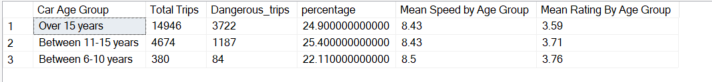 Car Age Group Total Trips Dangerous_trips percentage Mean Speed by Age Group Mean Rating By Age Group
1 Over 15 years 14946 3722 24.900000000000 8.43 3.59
2 Between 11-15 years 4674 1187 25.400000000000 8.43 3.71
3 Between 6-10 years 380 84 22.110000000000 8.5 3.76